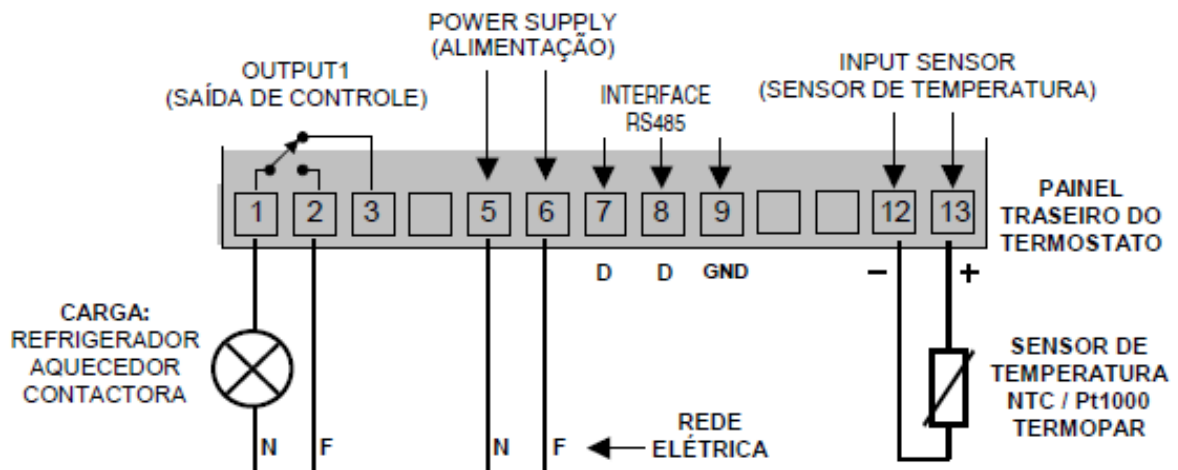 POWER SUPPLY
(ALIMENTAÇÃO)
OUTPUT1
(SAÍDA DE CONTROLE)
INTERFACE
RS485
INPUT SENSOR
(SENSOR DE TEMPERATURA)
1 2 3 5 6 7 8 9 12 13
PAINEL
TRASEIRO DO
TERMOSTATO
D D GND − +
CARGA:
REFRIGERADOR
AQUECEDOR
CONTACTORA
SENSOR DE
TEMPERATURA
NTC / Pt1000
TERMOPAR
N F N F
REDE
ELÉTRICA